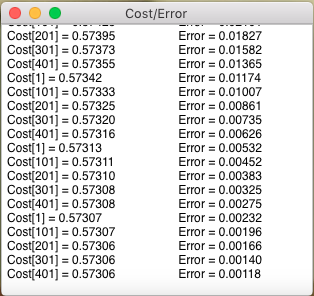 Cost/Error
Cost[201] = 0.57395 Error = 0.01827
Cost[301] = 0.57373 Error = 0.01582
Cost[401] = 0.57355 Error = 0.01365
Cost[1] = 0.57342 Error = 0.01174
Cost[101] = 0.57333 Error = 0.01007
Cost[201] = 0.57325 Error = 0.00861
Cost[301] = 0.57320 Error = 0.00735
Cost[401] = 0.57316 Error = 0.00626
Cost[1] = 0.57313 Error = 0.00532
Cost[101] = 0.57311 Error = 0.00452
Cost[201] = 0.57310 Error = 0.00383
Cost[301] = 0.57308 Error = 0.00325
Cost[401] = 0.57308 Error = 0.00275
Cost[1] = 0.57307 Error = 0.00232
Cost[101] = 0.57307 Error = 0.00196
Cost[201] = 0.57306 Error = 0.00166
Cost[301] = 0.57306 Error = 0.00140
Cost[401] = 0.57306 Error = 0.00118